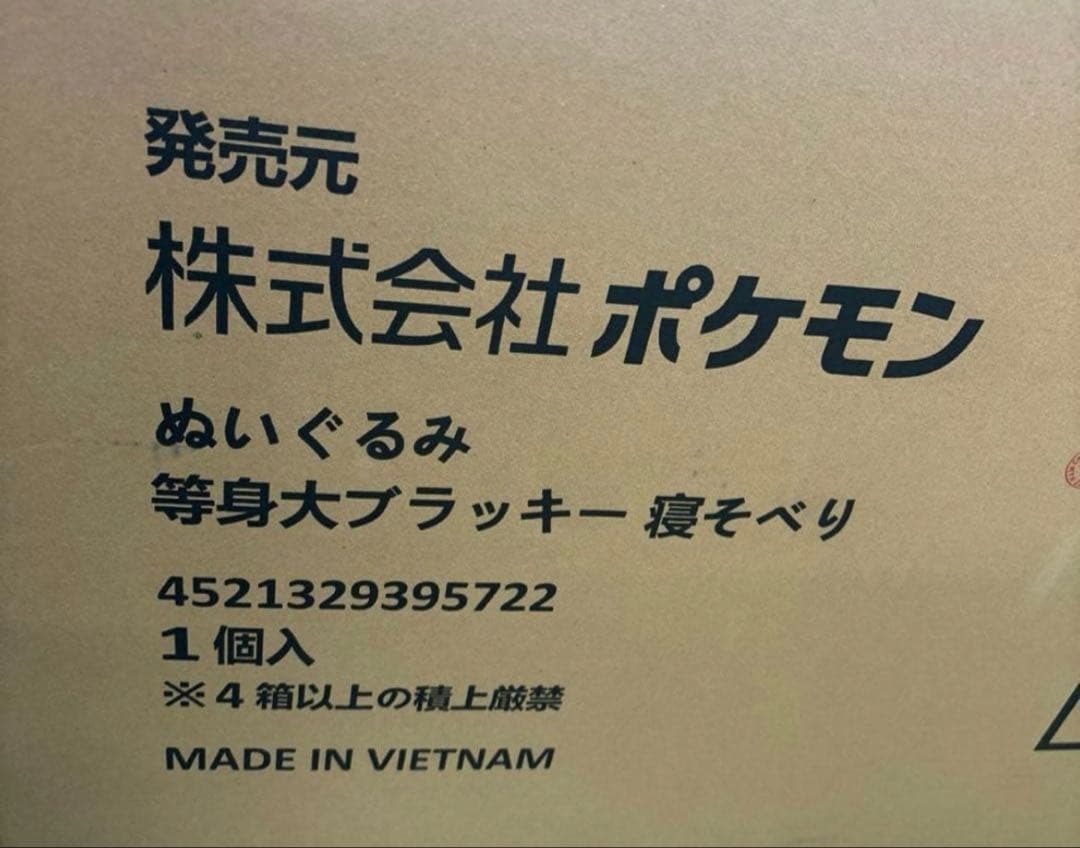 発売元
株式会社ポケモン
ぬいぐるみ
等身大ブラッキー 寝そべり
4521329395722
1個入
※4箱以上の積上厳禁
MADE IN VIETNAM